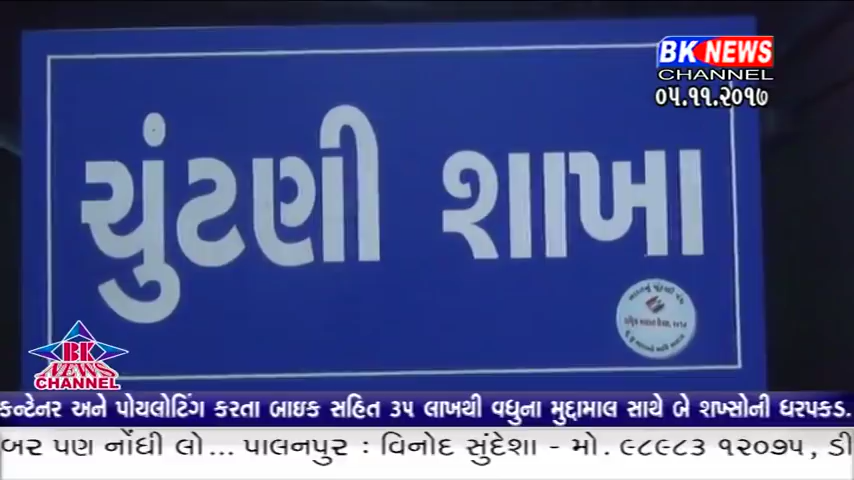 BK NEWS
CHANNEL
૦૫.૧૧.૨૦૧૭
ચુંટણી શાખા
BK
NEWS
CHANNEL
કન્ટેનર અને પોયલોટિંગ કરતા બાઇક સહિત ૩૫ લાખથી વધુના મુદ્દામાલ સાથે બે શખ્સોની ધરપકડ.
બર પણ નોંધી લો... પાલનપુર : વિનોદ સુંદેશા - મો. ૯૮૯૮૩ ૧૨૦૭૫, ડી